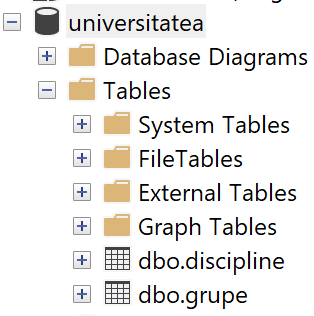 universitatea
Database Diagrams
Tables
System Tables
FileTables
External Tables
Graph Tables
dbo.discipline
dbo.grupe